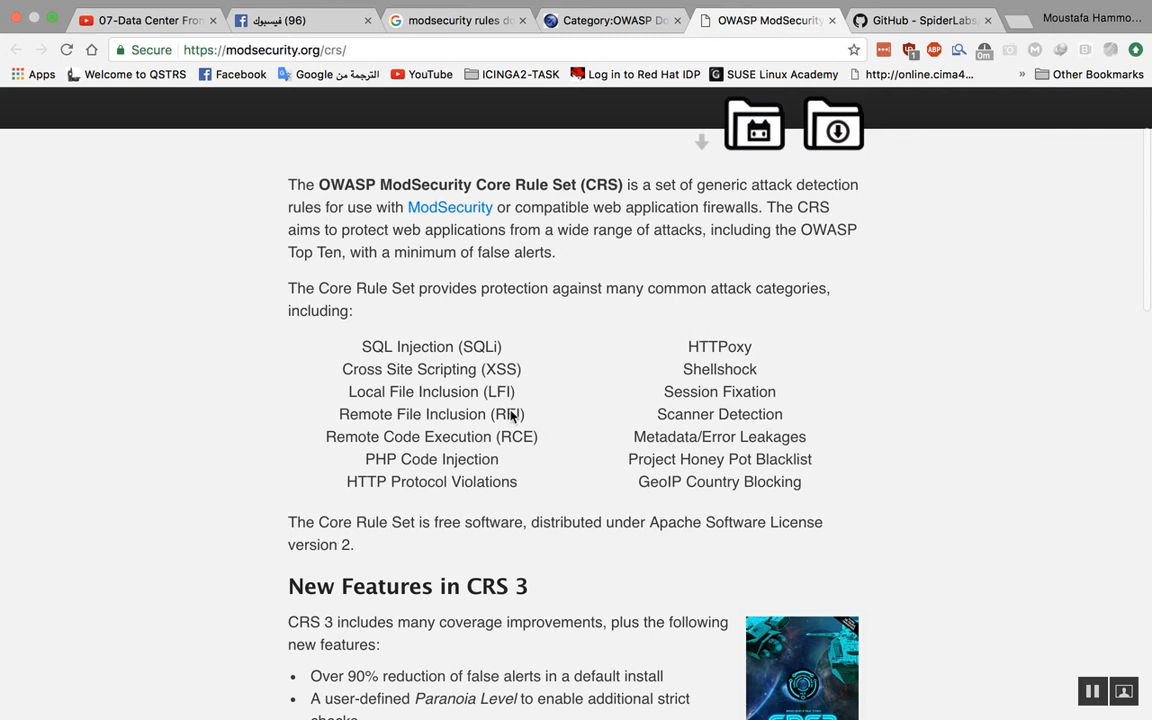 07-Data Center Fron
(96) فيسبوك
modsecurity rules do
Category:OWASP Do
OWASP ModSecurity
GitHub - SpiderLabs,
Moustafa Hammo...
Secure
https://modsecurity.org/crs/
1
ABP
0m
Apps
Welcome to QSTRS
Facebook
Google الترجمة من
YouTube
ICINGA2-TASK
Log in to Red Hat IDP
SUSE Linux Academy
http://online.cima4...
»
Other Bookmarks
The OWASP ModSecurity Core Rule Set (CRS) is a set of generic attack detection
rules for use with ModSecurity or compatible web application firewalls. The CRS
aims to protect web applications from a wide range of attacks, including the OWASP
Top Ten, with a minimum of false alerts.
The Core Rule Set provides protection against many common attack categories,
including:
SQL Injection (SQLi)
Cross Site Scripting (XSS)
Local File Inclusion (LFI)
Remote File Inclusion (RFI)
Remote Code Execution (RCE)
PHP Code Injection
HTTP Protocol Violations
HTTPoxy
Shellshock
Session Fixation
Scanner Detection
Metadata/Error Leakages
Project Honey Pot Blacklist
GeoIP Country Blocking
The Core Rule Set is free software, distributed under Apache Software License
version 2.
New Features in CRS 3
CRS 3 includes many coverage improvements, plus the following
new features:
• Over 90% reduction of false alerts in a default install
• A user-defined Paranoia Level to enable additional strict
checks